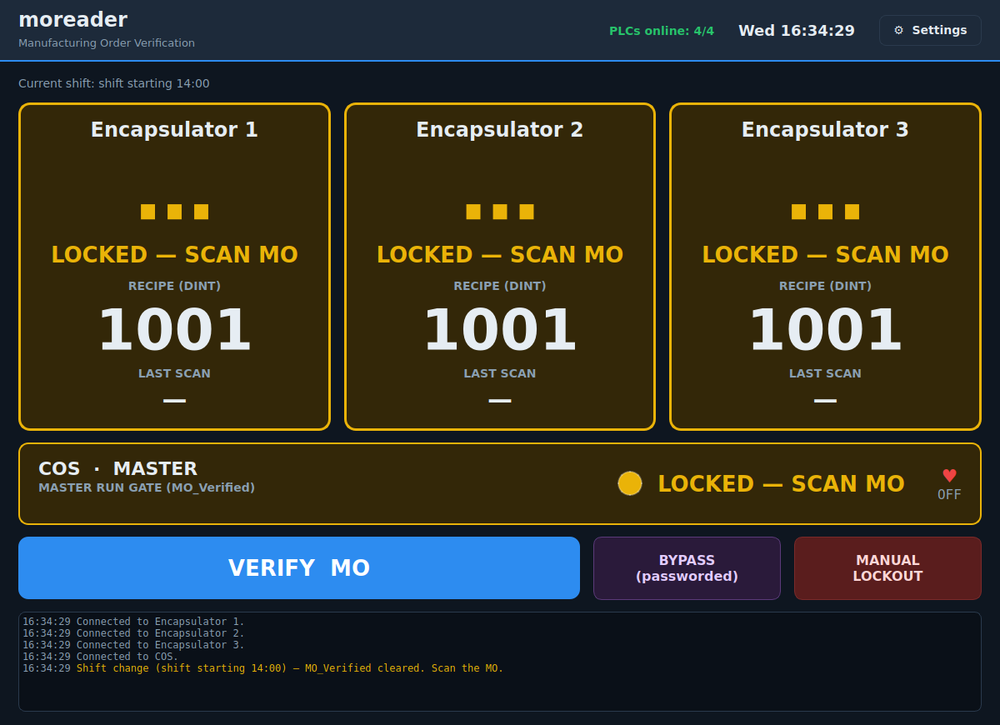 moreader
Manufacturing Order Verification
PLCs online: 4/4
Wed 16:34:29
⚙ Settings
Current shift: shift starting 14:00
Encapsulator 1
LOCKED — SCAN MO
RECIPE (DINT)
1001
LAST SCAN
—
Encapsulator 2
LOCKED — SCAN MO
RECIPE (DINT)
1001
LAST SCAN
—
Encapsulator 3
LOCKED — SCAN MO
RECIPE (DINT)
1001
LAST SCAN
—
COS · MASTER
MASTER RUN GATE (MO_Verified)
LOCKED — SCAN MO
♥
OFF
VERIFY MO
BYPASS
(passworded)
MANUAL
LOCKOUT
16:34:29 Connected to Encapsulator 1.
16:34:29 Connected to Encapsulator 2.
16:34:29 Connected to Encapsulator 3.
16:34:29 Connected to COS.
16:34:29 Shift change (shift starting 14:00) — MO_Verified cleared. Scan the MO.